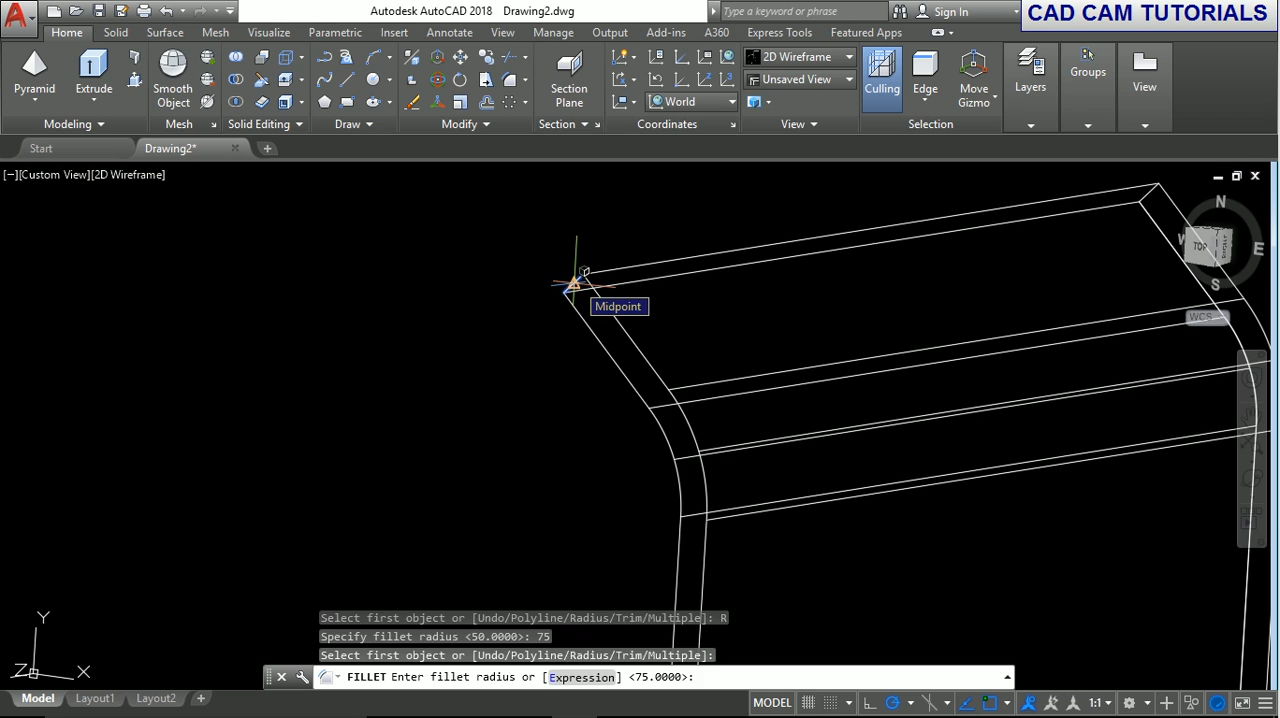 Autodesk AutoCAD 2018 Drawing2.dwg
Type a keyword or phrase
Sign In
CAD CAM TUTORIALS
Home Solid Surface Mesh Visualize Parametric Insert Annotate View Manage Output Add-ins A360 Express Tools Featured Apps
2D Wireframe
Unsaved View
World
Pyramid Extrude
Smooth
Object
Section
Plane
Culling Edge
Move
Gizmo
Layers Groups View
Modeling Mesh Solid Editing Draw Modify Section Coordinates View Selection
Start Drawing2*
[−][Custom View][2D Wireframe]
N
W TOP E
S
WCS
Midpoint
Y
Z X
Select first object or [Undo/Polyline/Radius/Trim/Multiple]: R
Specify fillet radius <50.0000>: 75
Select first object or [Undo/Polyline/Radius/Trim/Multiple]:
FILLET Enter fillet radius or [Expression] <75.0000>:
Model Layout1 Layout2 +
MODEL 1:1